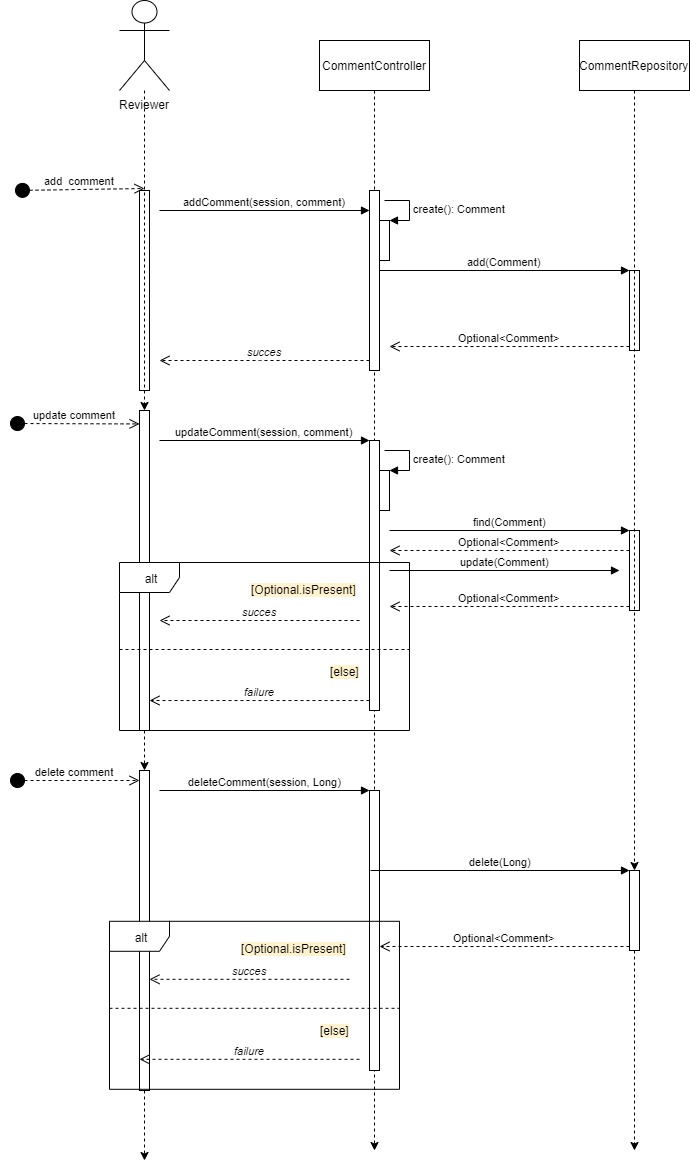 CommentController
CommentRepository
Reviewer
add  comment
addComment(session, comment)
create(): Comment
add(Comment)
Optional<Comment>
succes
update comment
updateComment(session, comment)
create(): Comment
find(Comment)
Optional<Comment>
update(Comment)
alt
[Optional.isPresent]
Optional<Comment>
succes
[else]
failure
delete comment
deleteComment(session, Long)
delete(Long)
alt
Optional<Comment>
[Optional.isPresent]
succes
[else]
failure